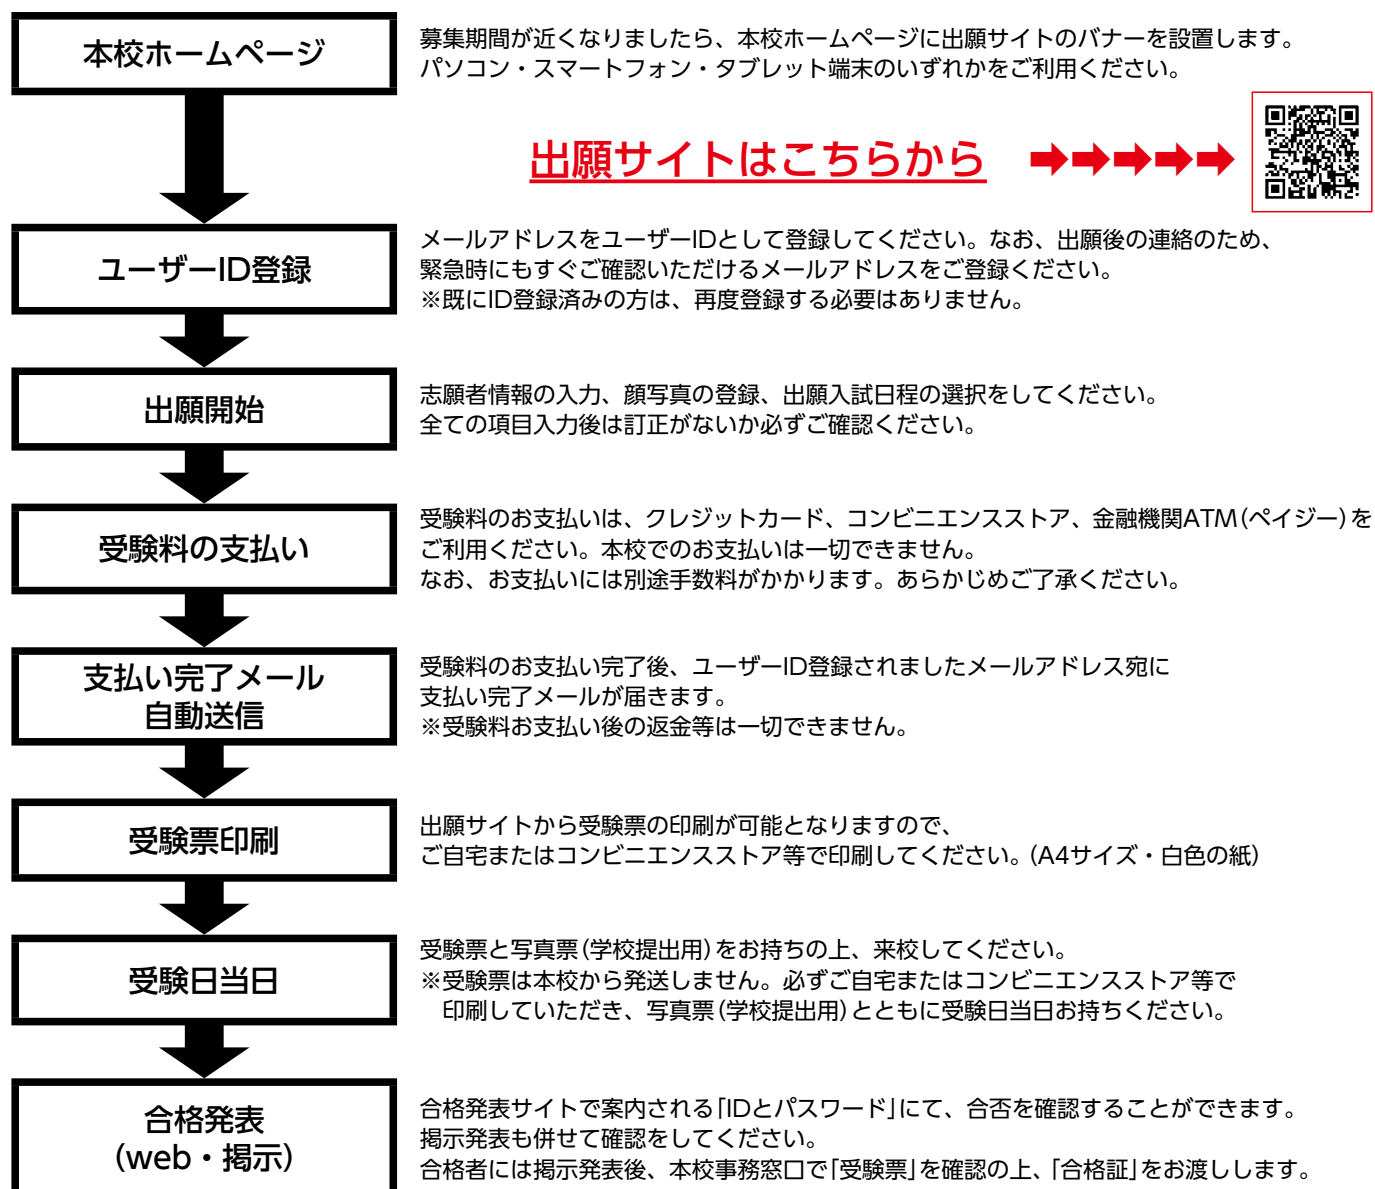 本校ホームページ
募集期間が近くなりましたら、本校ホームページに出願サイトのバナーを設置します。
パソコン・スマートフォン・タブレット端末のいずれかをご利用ください。
出願サイトはこちらから
ユーザーID登録
メールアドレスをユーザーIDとして登録してください。なお、出願後の連絡のため、
緊急時にもすぐご確認いただけるメールアドレスをご登録ください。
※既にID登録済みの方は、再度登録する必要はありません。
出願開始
志願者情報の入力、顔写真の登録、出願入試日程の選択をしてください。
全ての項目入力後は訂正がないか必ずご確認ください。
受験料の支払い
受験料のお支払いは、クレジットカード、コンビニエンスストア、金融機関ATM（ペイジー）を
ご利用ください。本校でのお支払いは一切できません。
なお、お支払いには別途手数料がかかります。あらかじめご了承ください。
支払い完了メール
自動送信
受験料のお支払い完了後、ユーザーID登録されましたメールアドレス宛に
支払い完了メールが届きます。
※受験料お支払い後の返金等は一切できません。
受験票印刷
出願サイトから受験票の印刷が可能となりますので、
ご自宅またはコンビニエンスストア等で印刷してください。（A4サイズ・白色の紙）
受験日当日
受験票と写真票（学校提出用）をお持ちの上、来校してください。
※受験票は本校から発送しません。必ずご自宅またはコンビニエンスストア等で
印刷していただき、写真票（学校提出用）とともに受験日当日お持ちください。
合格発表
（web・掲示）
合格発表サイトで案内される「IDとパスワード」にて、合否を確認することができます。
掲示発表も併せて確認をしてください。
合格者には掲示発表後、本校事務窓口で「受験票」を確認の上、「合格証」をお渡しします。